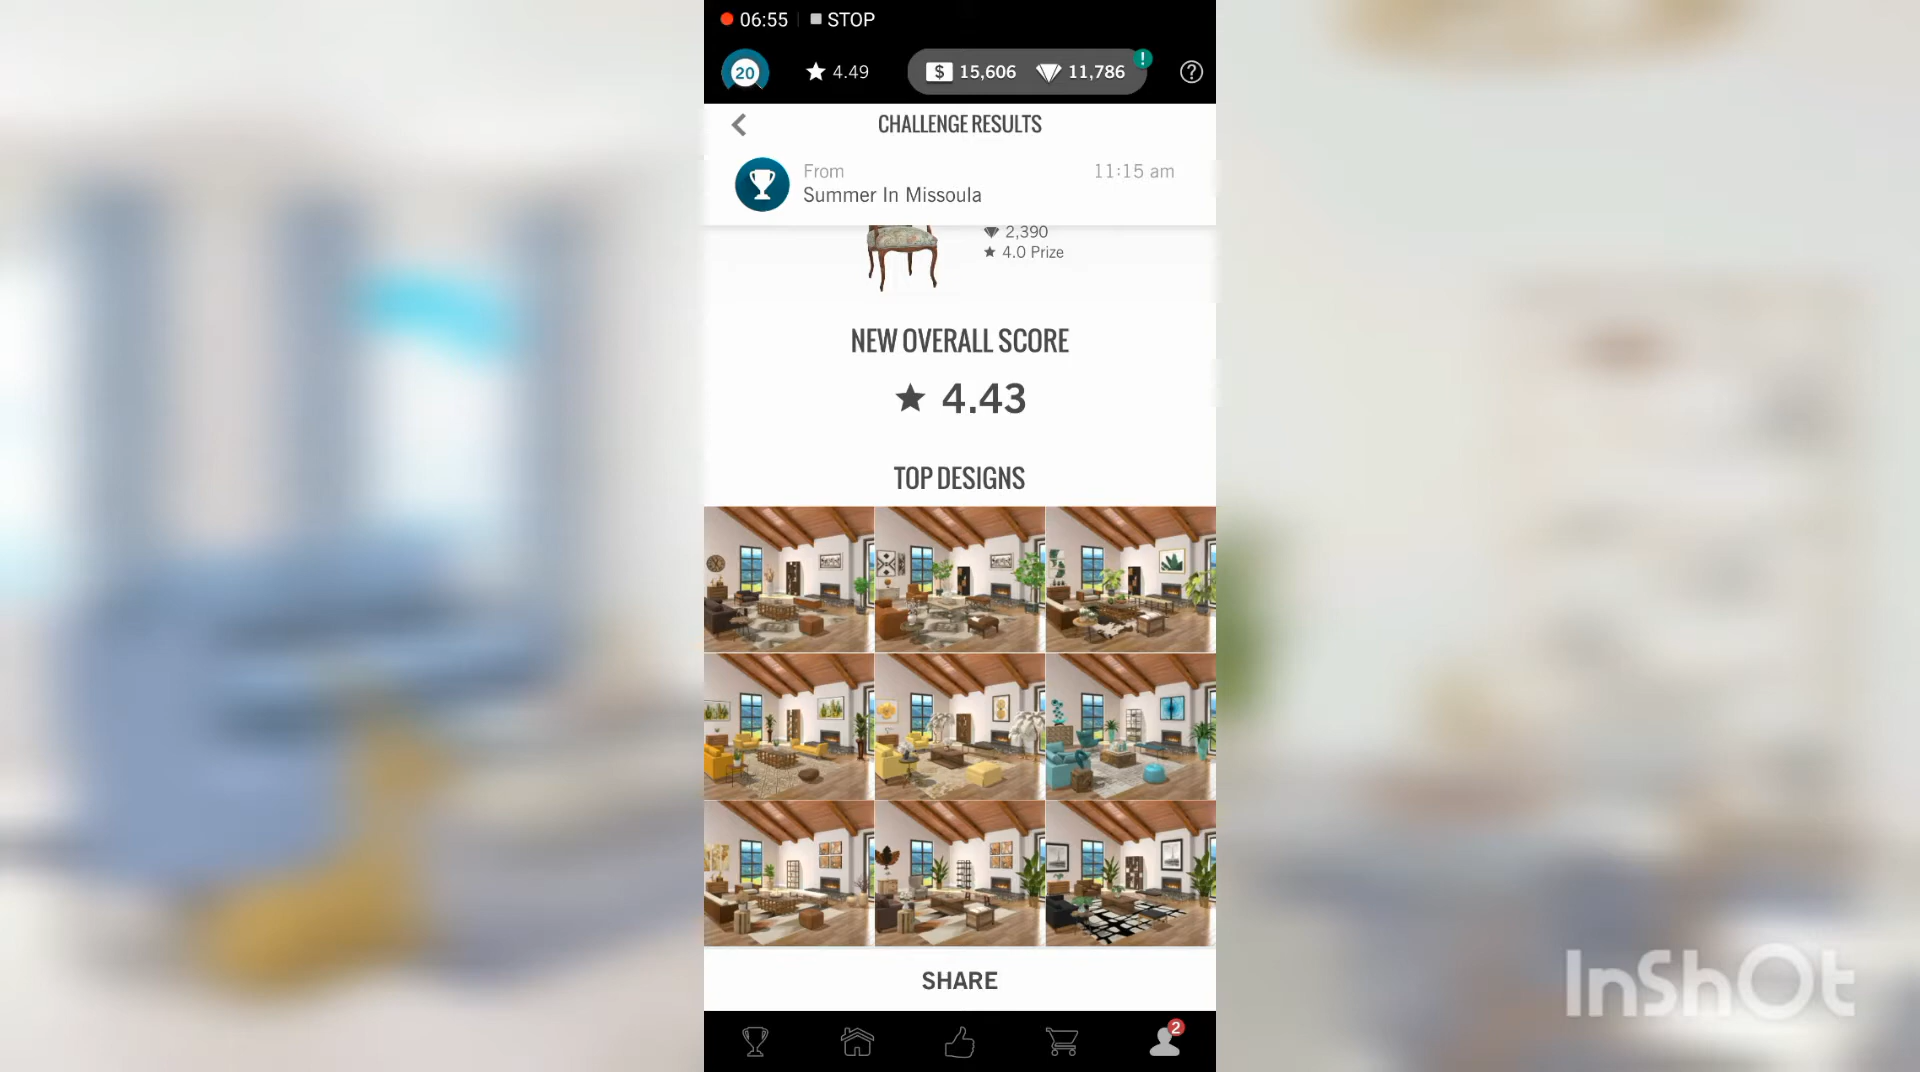 06:55 STOP
20 4.49 $ 15,606 11,786 ! ?
CHALLENGE RESULTS
From 11:15 am
Summer In Missoula
2,390
4.0 Prize
NEW OVERALL SCORE
4.43
TOP DESIGNS
SHARE
2
InShOt